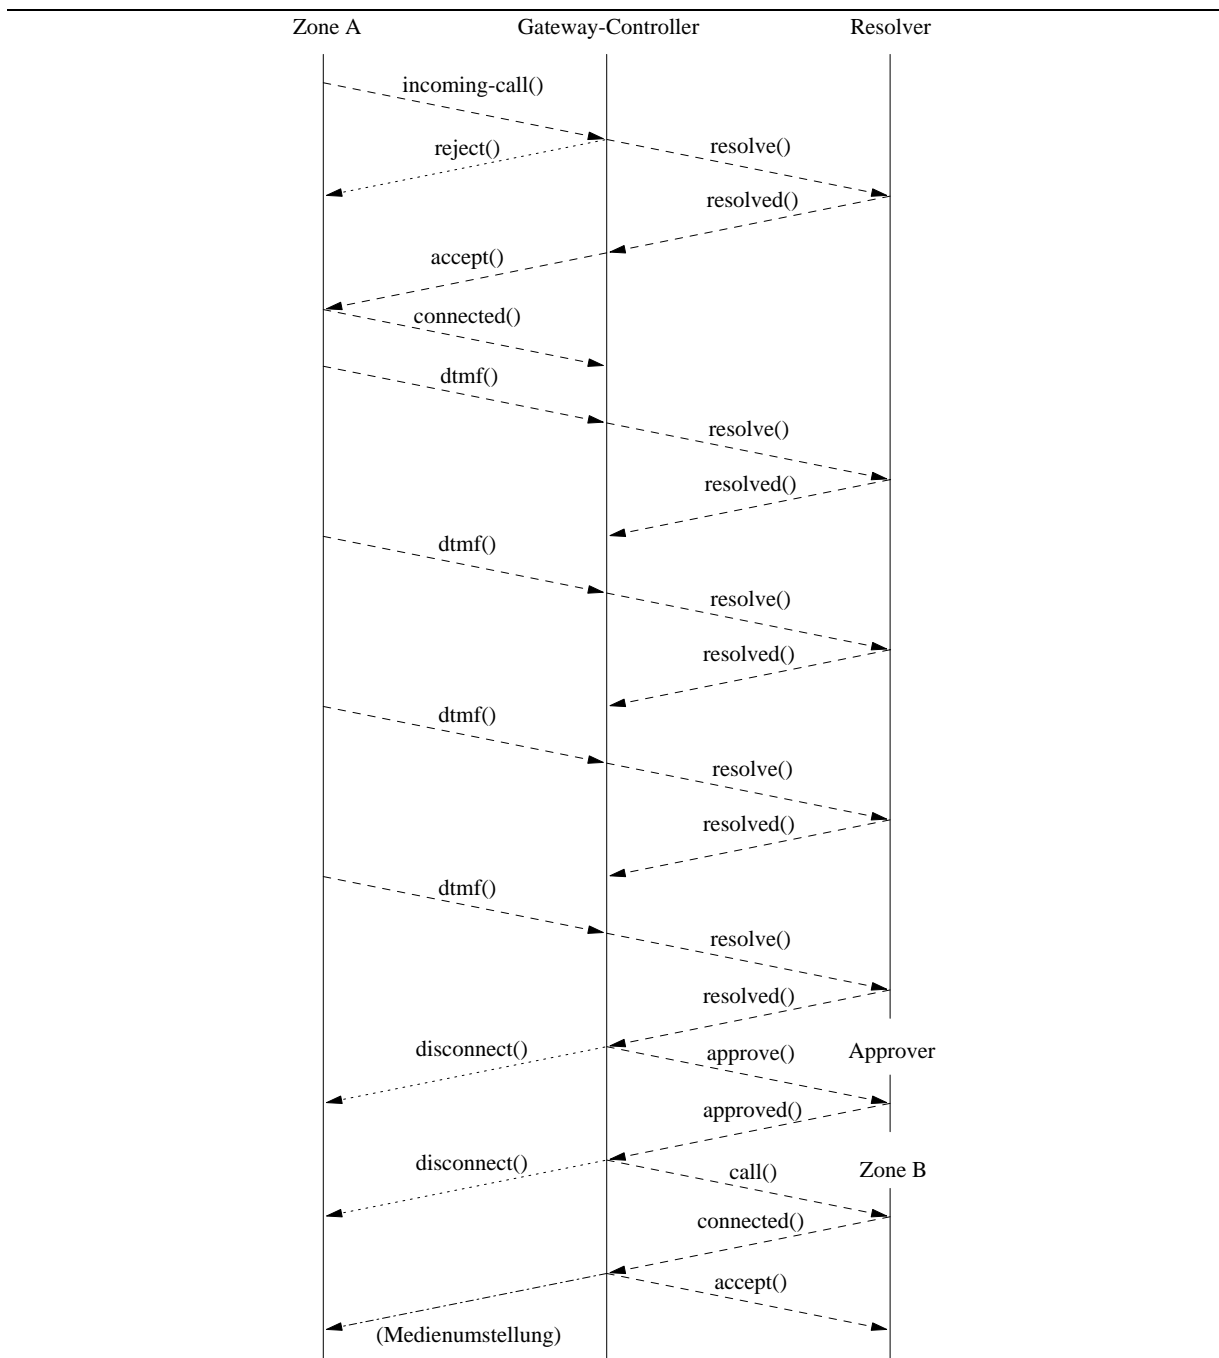 Zone A Gateway-Controller Resolver
incoming-call()
reject() resolve()
resolved()
accept()
connected()
dtmf()
resolve()
resolved()
dtmf()
resolve()
resolved()
dtmf()
resolve()
resolved()
dtmf()
resolve()
resolved()
disconnect() approve() Approver
approved()
disconnect() call() Zone B
connected()
accept()
(Medienumstellung)